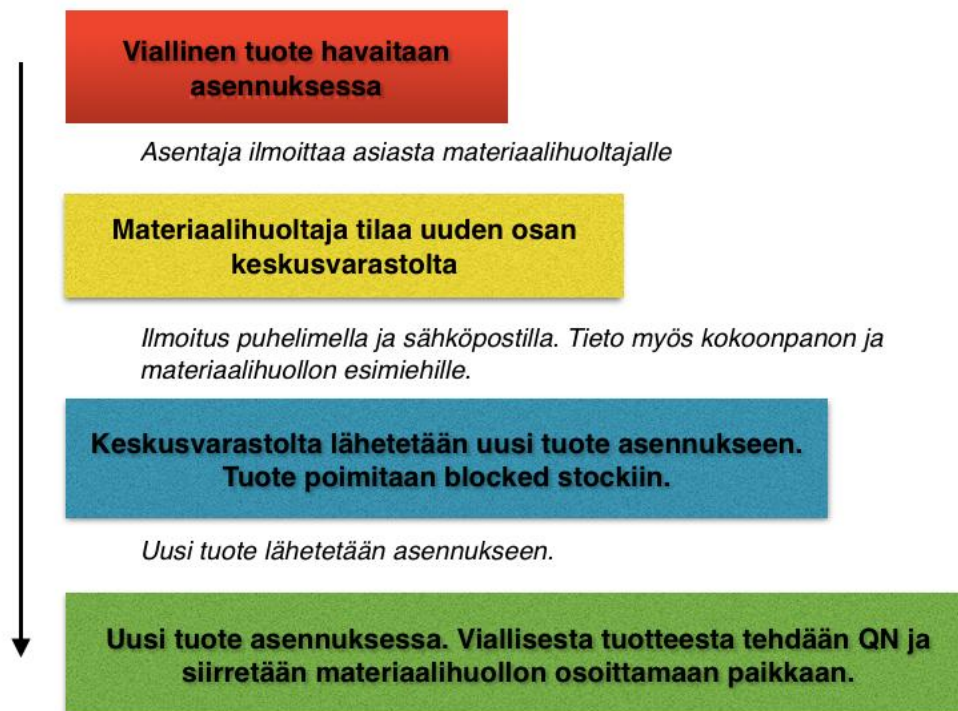 Viallinen tuote havaitaan
asennuksessa
Asentaja ilmoittaa asiasta materiaalihuoltajalle
Materiaalihuoltaja tilaa uuden osan
keskusvarastolta
Ilmoitus puhelimella ja sähköpostilla. Tieto myös kokoonpanon ja
materiaalihuollon esimiehille.
Keskusvarastolta lähetetään uusi tuote asennukseen.
Tuote poimitaan blocked stockiin.
Uusi tuote lähetetään asennukseen.
Uusi tuote asennuksessa. Viallisesta tuotteesta tehdään QN ja
siirretään materiaalihuollon osoittamaan paikkaan.